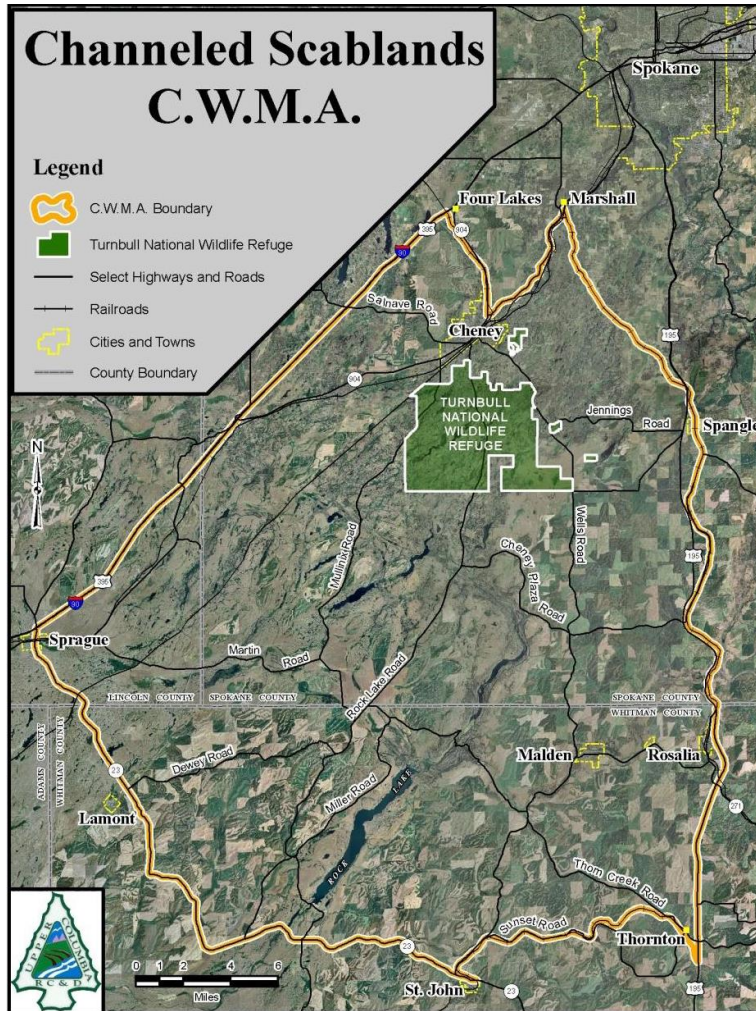 Channeled Scablands
C.W.M.A.
Legend
C.W.M.A. Boundary
Turnbull National Wildlife Refuge
Select Highways and Roads
Railroads
Cities and Towns
County Boundary
Spokane
Four Lakes
Marshall
395
90
904
195
Salnave Road
Cheney
904
TURNBULL
NATIONAL
WILDLIFE
REFUGE
Jennings
Road
Spangle
N
Mullinix Road
Wells Road
Cheney
Plaza
Road
195
395
90
Sprague
Martin
Road
Rock Lake Road
LINCOLN COUNTY
SPOKANE COUNTY
SPOKANE COUNTY
WHITMAN COUNTY
ADAMS COUNTY
WHITMAN COUNTY
23
Dewey Road
Lamont
Miller Road
ROCK LAKE
Malden
Rosalia
271
Thorn Creek Road
Sunset Road
Thornton
23
St. John
23
195
UPPER COLUMBIA
RC & D
0 1 2 4 6
Miles